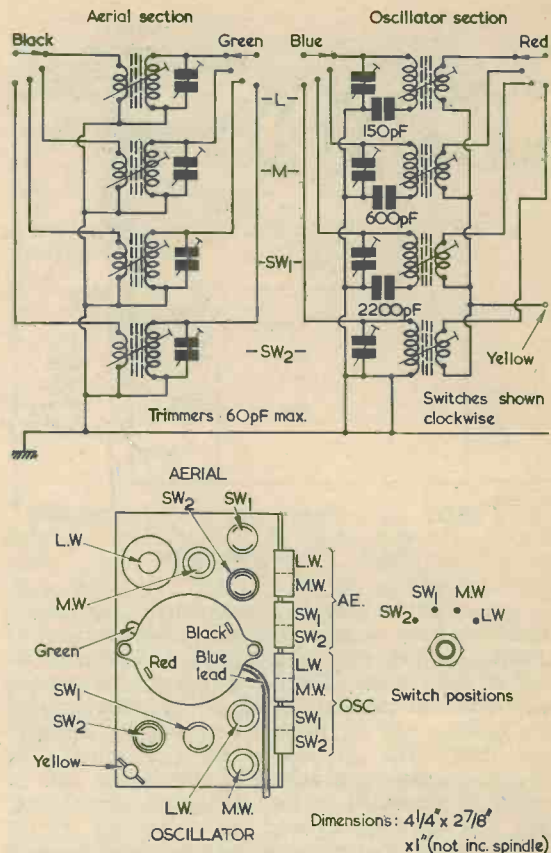 Aerial section
Oscillator section
Black
Green
Blue
Red
-L-
150pF
-M-
600pF
-SW1-
2200pF
-SW2-
Yellow
Trimmers 60pF max.
Switches shown
clockwise
AERIAL
SW2
SW1
L.W
M.W
L.W.
M.W.
AE.
SW1
SW2
Green
Black
Red
Blue
lead
L.W.
M.W.
OSC.
SW1
SW2
SW1
SW2
Yellow
L.W.
M.W.
OSCILLATOR
SW2
SW1
M.W
LW
Switch positions
Dimensions: 4 1/4" x 2 7/8"
x 1" (not inc. spindle)